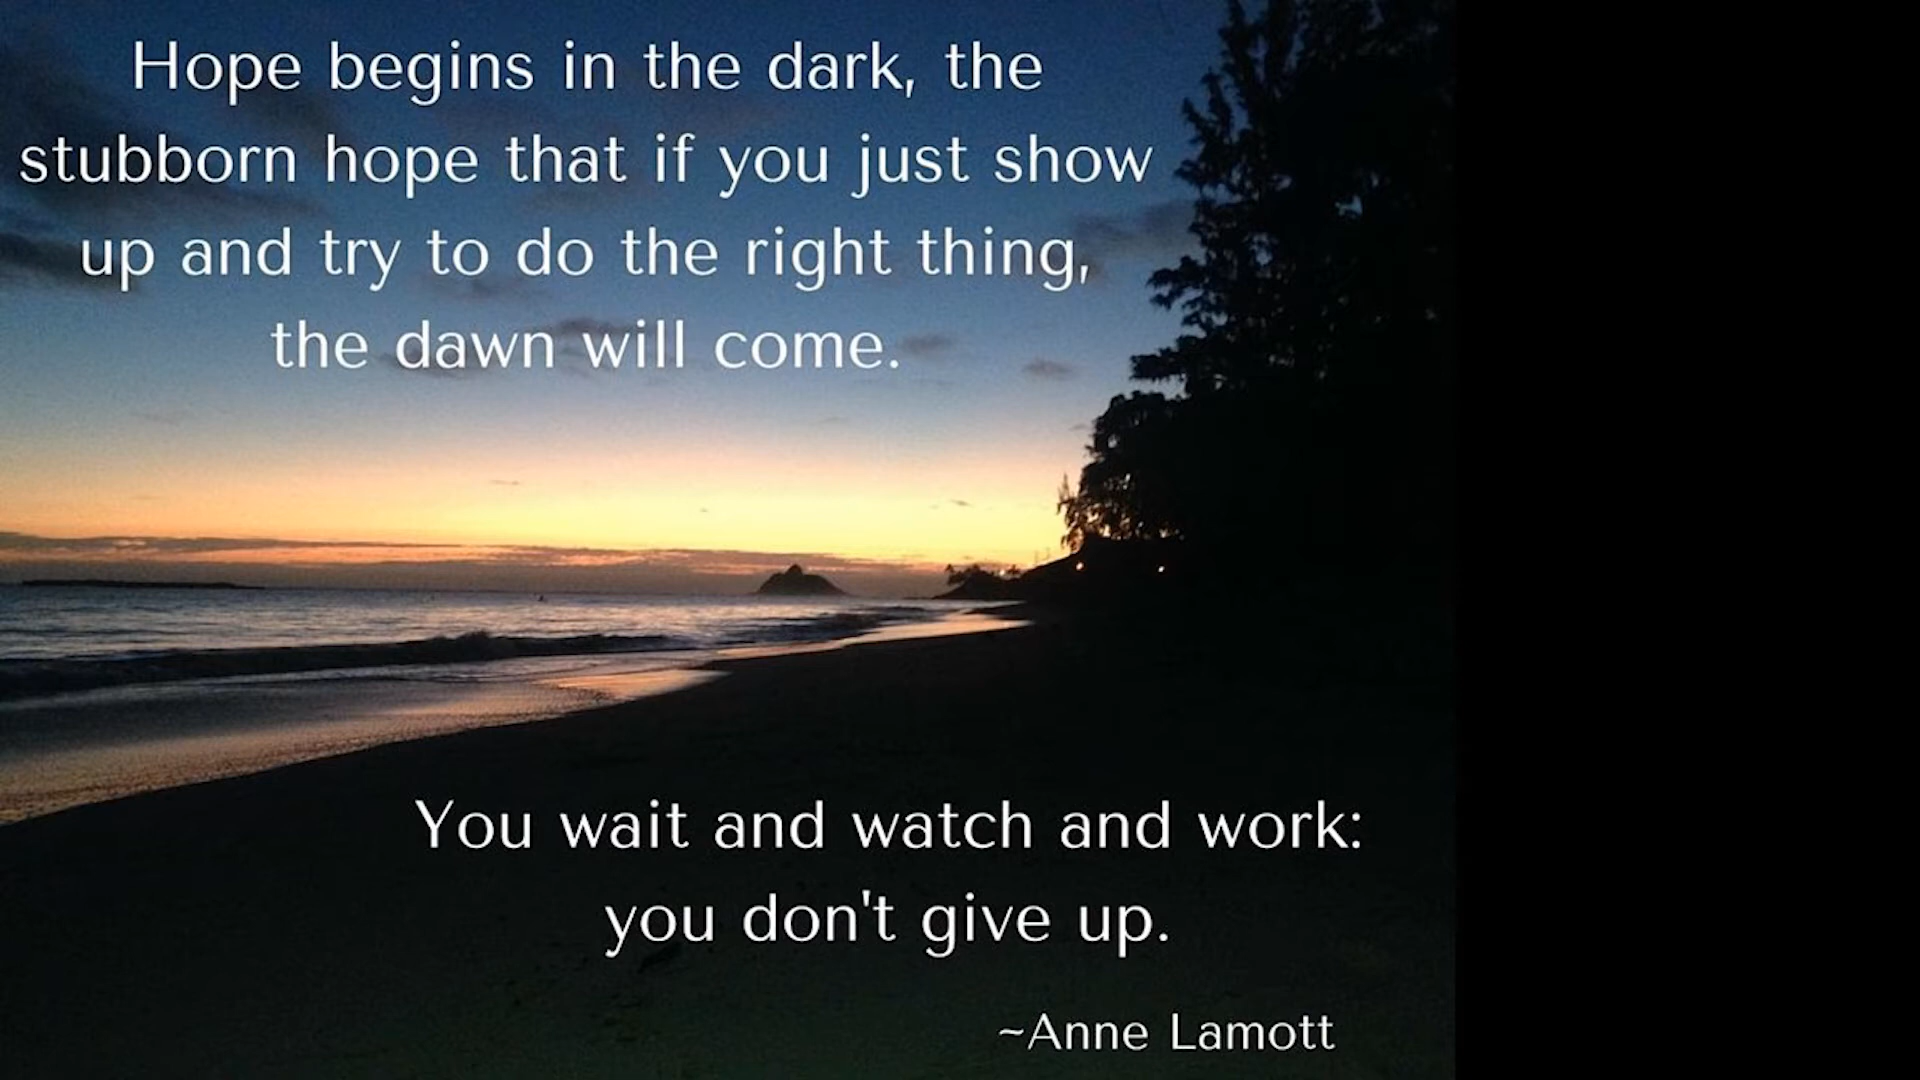 Hope begins in the dark, the
stubborn hope that if you just show
up and try to do the right thing,
the dawn will come.
You wait and watch and work:
you don't give up.
~Anne Lamott